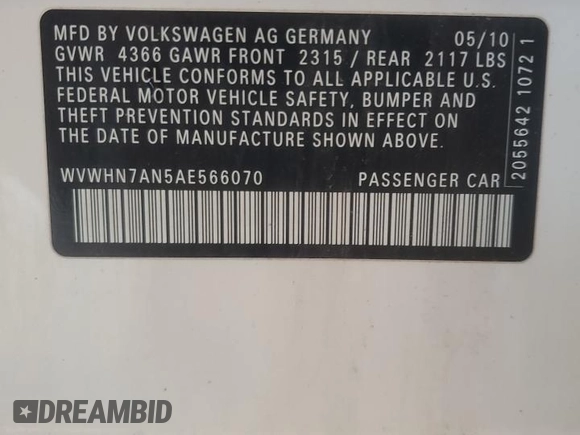 MFD BY VOLKSWAGEN AG GERMANY 05/10
GVWR 4366 GAWR FRONT 2315 / REAR 2117 LBS
THIS VEHICLE CONFORMS TO ALL APPLICABLE U.S.
FEDERAL MOTOR VEHICLE SAFETY, BUMPER AND
THEFT PREVENTION STANDARDS IN EFFECT ON
THE DATE OF MANUFACTURE SHOWN ABOVE.
WVWHN7AN5AE566070 PASSENGER CAR
2055642 1072 1
DREAMBID